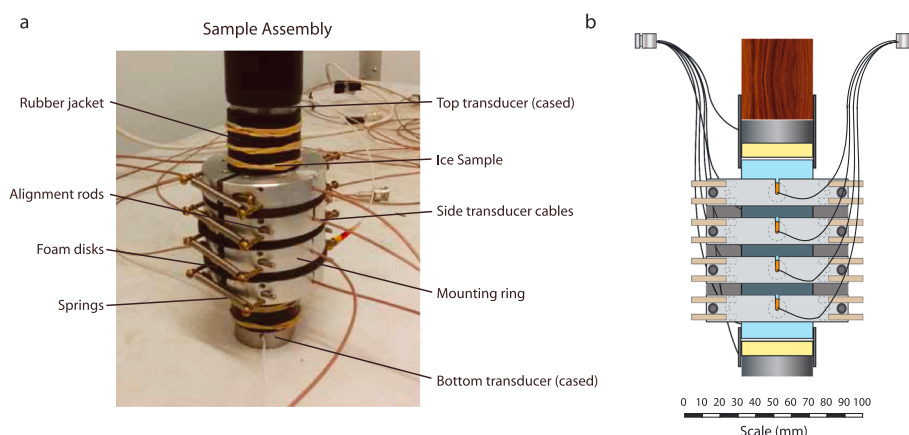 a
b
Sample Assembly
Rubber jacket
Top transducer (cased)
Ice Sample
Alignment rods
Side transducer cables
Foam disks
Mounting ring
Springs
Bottom transducer (cased)
0 10 20 30 40 50 60 70 80 90 100
Scale (mm)